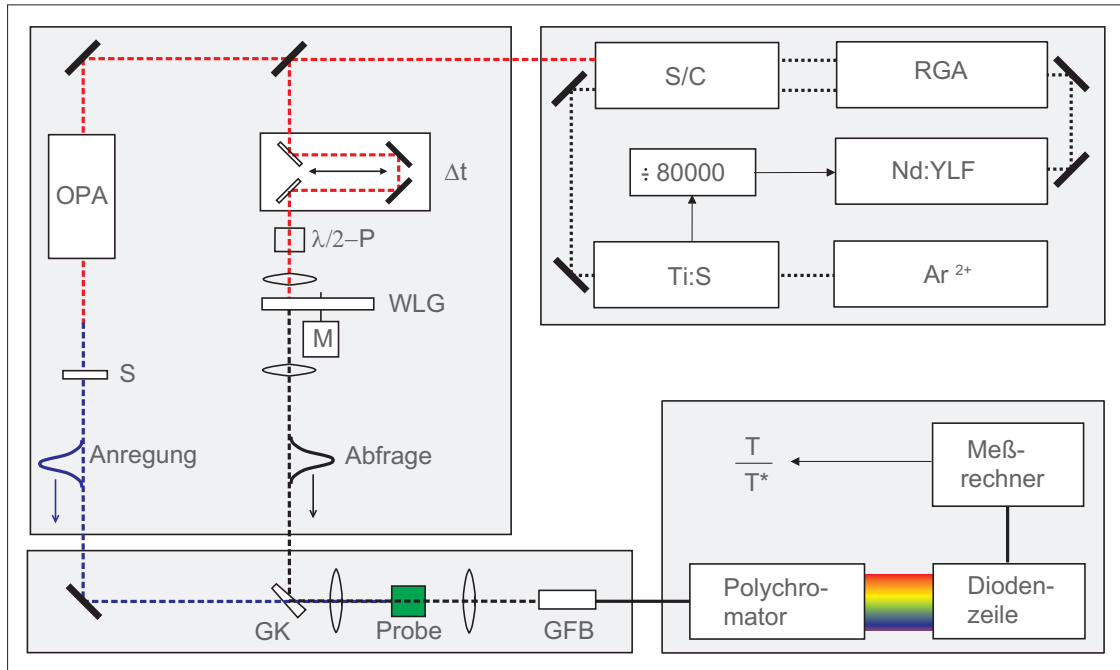 S/C
RGA
÷ 80000
Nd:YLF
Ti:S
Ar 2+
OPA
Δt
λ/2–P
WLG
M
S
Anregung
Abfrage
T
T*
Meß-
rechner
Polychro-
mator
Dioden-
zeile
GK
Probe
GFB